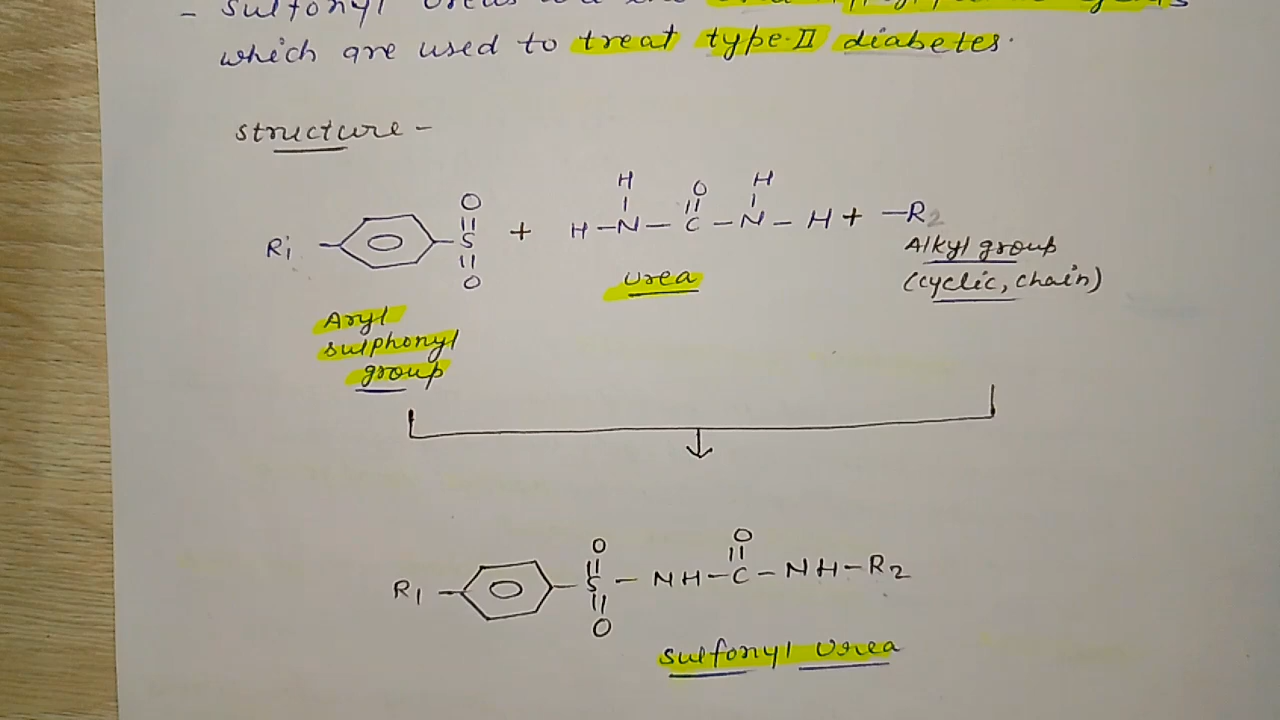 - sulfonyl
which are used to treat type-II diabetes.
structure -
H H
O O
R1 S + H-N-C-N-H + -R2
O
Urea
Alkyl group
(cyclic, chain)
Aryl
sulphonyl
group
O O
R1 S-NH-C-NH-R2
O
sulfonyl Urea